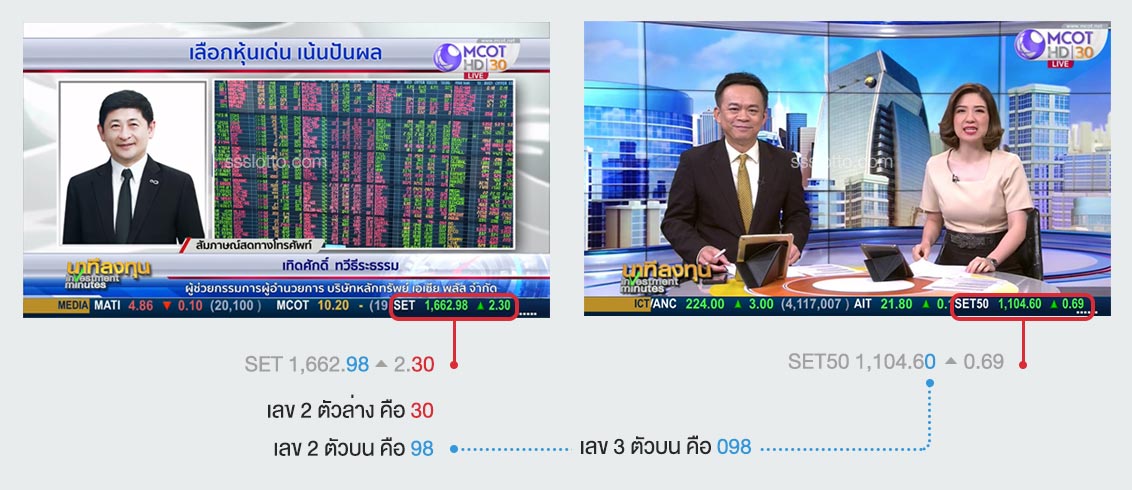 เลือกหุ้นเด่น เน้นปันผล
MCOT
HD 30
LIVE
ssslotto.com
สัมภาษณ์สดทางโทรศัพท์
นาทีลงทุน
investment
minutes
เทิดศักดิ์ ทวีธีระธรรม
ผู้ช่วยกรรมการผู้อำนวยการ บริษัทหลักทรัพย์ เอเซีย พลัส จำกัด
MEDIA MATI 4.86 ▼ 0.10 (20,100 ) MCOT 10.20 - (19 SET 1,662.98 ▲ 2.30
www.mcot.net
MCOT
HD 30
LIVE
ssslotto.com
นาทีลงทุน
investment
minutes
ICT/ANC 224.00 ▲ 3.00 (4,117,007 ) AIT 21.80 ▲ 0.1 SET50 1,104.60 ▲ 0.69
SET 1,662.98 ▲ 2.30
SET50 1,104.60 ▲ 0.69
เลข 2 ตัวล่าง คือ 30
เลข 2 ตัวบน คือ 98
เลข 3 ตัวบน คือ 098